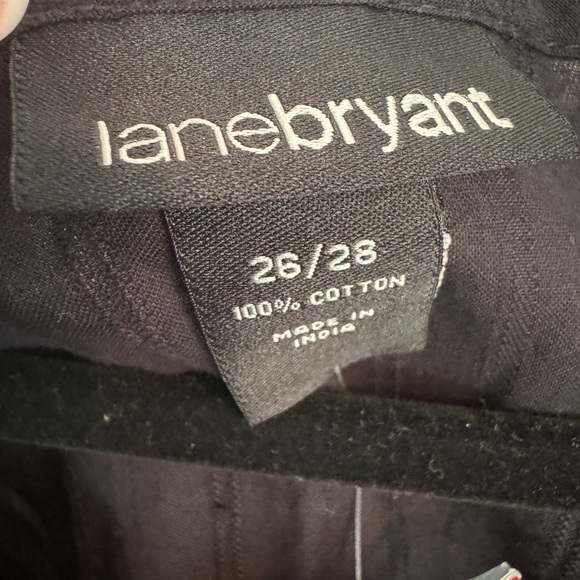 lanebryant
26/28
100% COTTON
MADE IN
INDIA